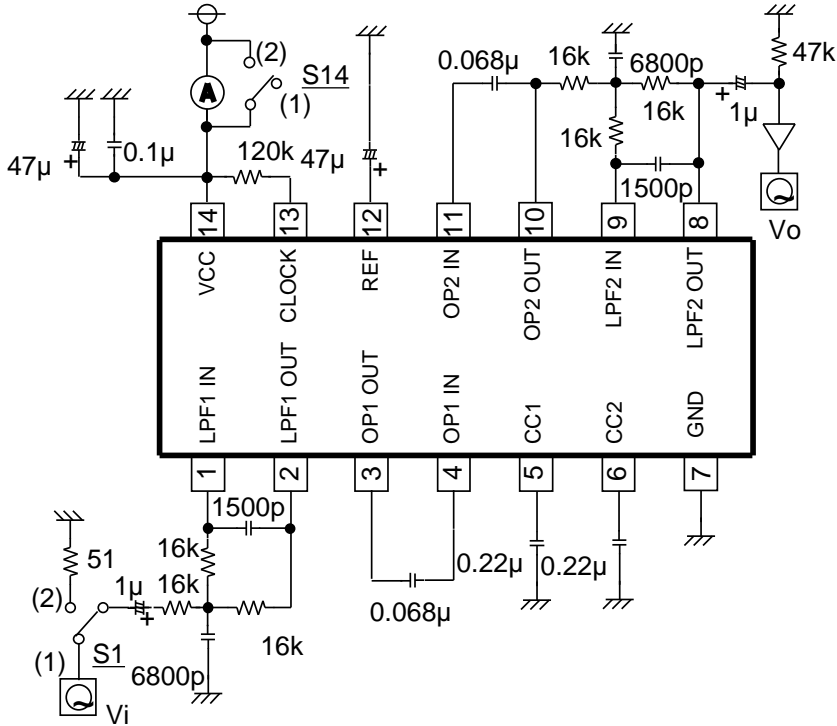 (2)
S14
A
(1)
0.068µ
16k
6800p
47k
16k
1µ
16k
47µ
0.1µ
120k
47µ
1500p
Vo
14
13
12
11
10
9
8
VCC
CLOCK
REF
OP2 IN
OP2 OUT
LPF2 IN
LPF2 OUT
LPF1 IN
LPF1 OUT
OP1 OUT
OP1 IN
CC1
CC2
GND
1
2
3
4
5
6
7
1500p
51
16k
1µ
16k
0.22µ
0.22µ
(2)
0.068µ
16k
(1)
S1
6800p
Vi